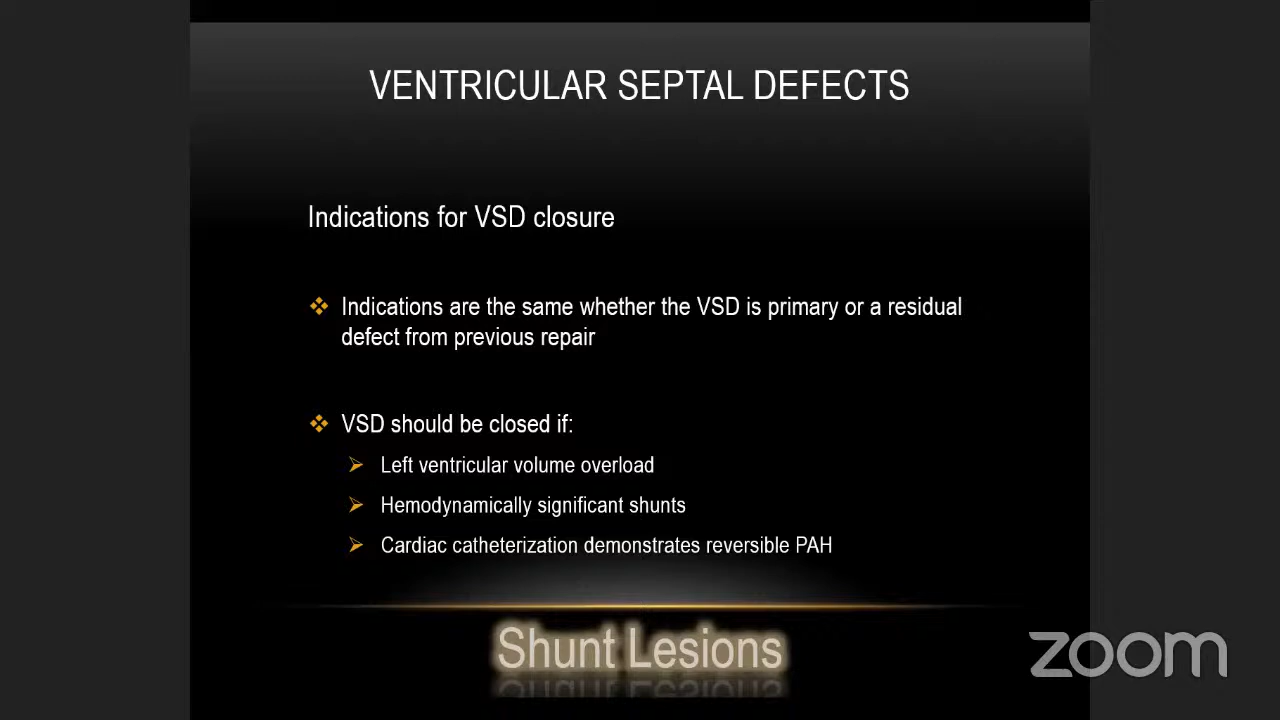 VENTRICULAR SEPTAL DEFECTS
Indications for VSD closure
Indications are the same whether the VSD is primary or a residual
defect from previous repair
VSD should be closed if:
Left ventricular volume overload
Hemodynamically significant shunts
Cardiac catheterization demonstrates reversible PAH
Shunt Lesions
zoom